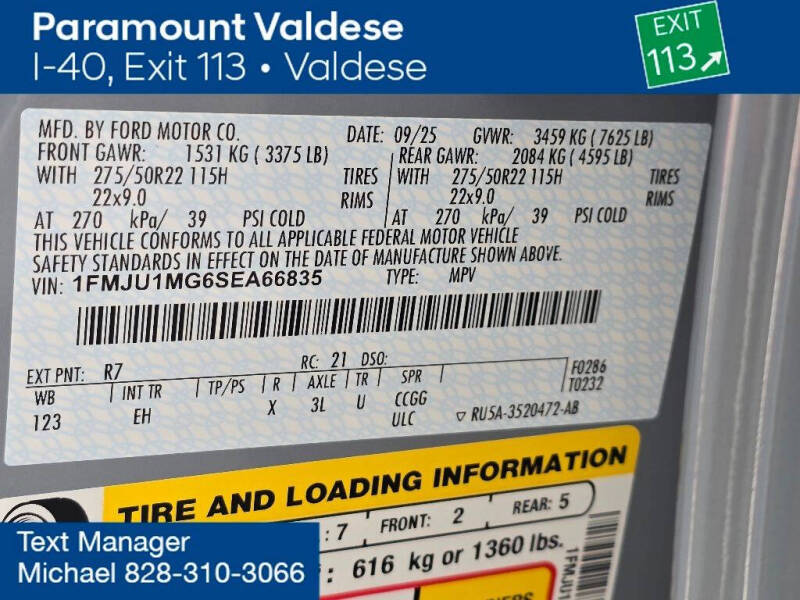 Paramount Valdese
I-40, Exit 113 • Valdese
EXIT
113
MFD. BY FORD MOTOR CO. DATE: 09/25 GVWR: 3459 KG ( 7625 LB)
FRONT GAWR: 1531 KG ( 3375 LB) REAR GAWR: 2084 KG ( 4595 LB)
WITH 275/50R22 115H TIRES WITH 275/50R22 115H TIRES
22x9.0 RIMS 22x9.0 RIMS
AT 270 kPa/ 39 PSI COLD AT 270 kPa/ 39 PSI COLD
THIS VEHICLE CONFORMS TO ALL APPLICABLE FEDERAL MOTOR VEHICLE
SAFETY STANDARDS IN EFFECT ON THE DATE OF MANUFACTURE SHOWN ABOVE.
VIN: 1FMJU1MG6SEA66835 TYPE: MPV
EXT PNT: R7 RC: 21 DSO: F0286
WB INT TR TP/PS R AXLE TR SPR T0232
123 EH X 3L U CCGG
ULC RU5A-3520472-AB
TIRE AND LOADING INFORMATION
: 7 FRONT: 2 REAR: 5
: 616 kg or 1360 lbs.
1FMJU1
Text Manager
Michael 828-310-3066